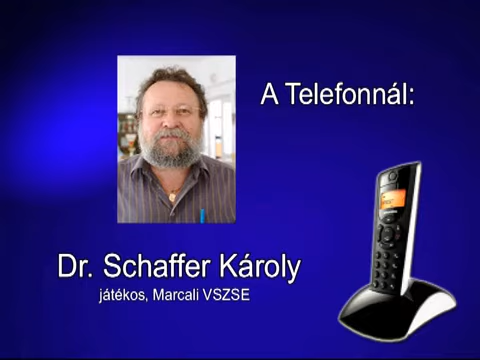 A Telefonnál:
Dr. Schaffer Károly
játékos, Marcali VSZSE